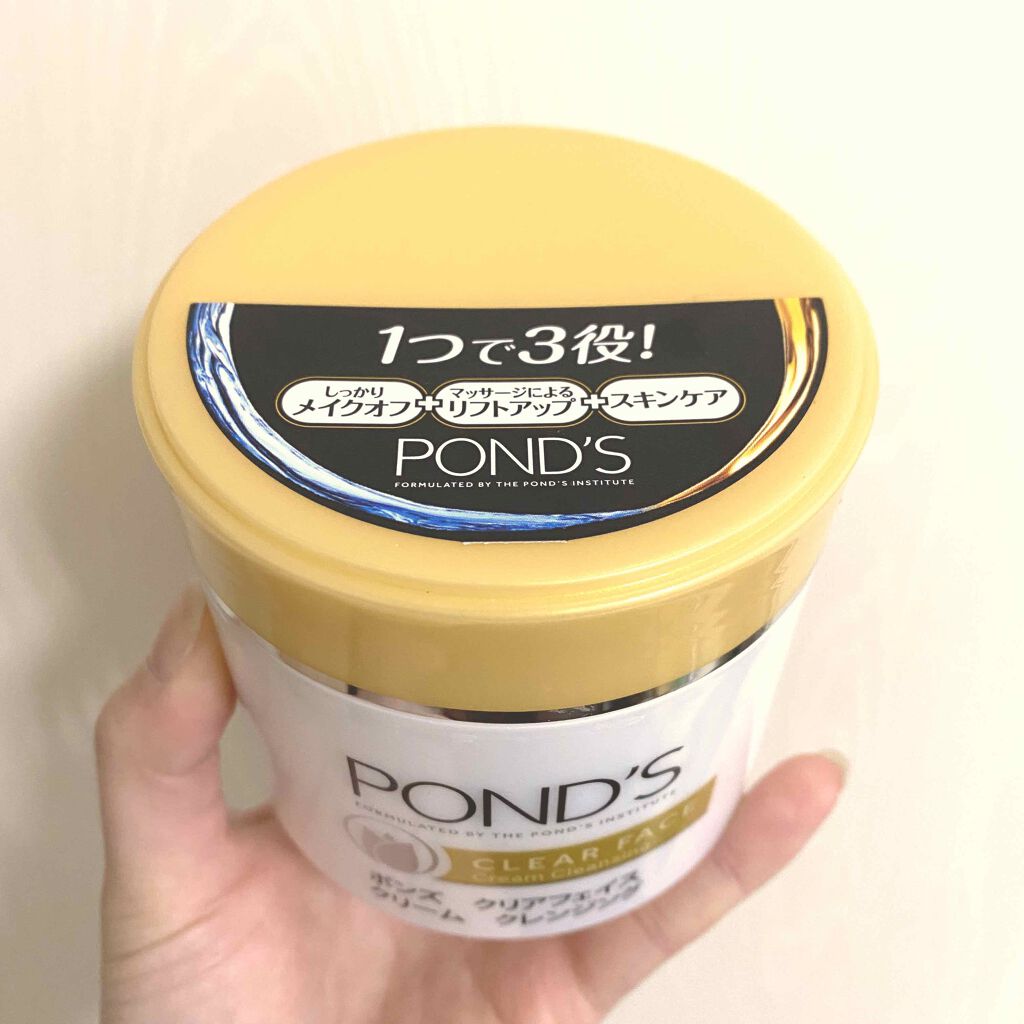 1つで3役!
しっかり
メイクオフ
+
マッサージによる
リフトアップ
+
スキンケア
POND'S
FORMULATED BY THE POND'S INSTITUTE
POND'S
FORMULATED BY THE POND'S INSTITUTE
CLEAR FACE
Cream Cleansing
ポンズ クリアフェイス
クリーム クレンジング